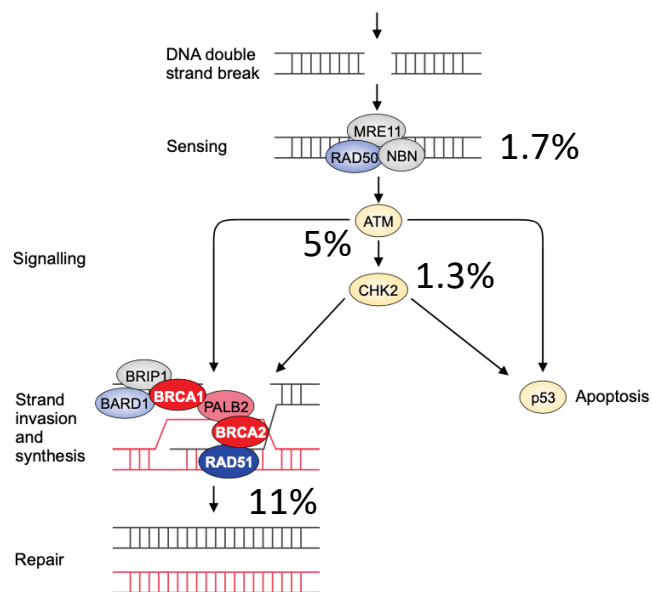 DNA double
strand break
MRE11
Sensing
RAD50
NBN
1.7%
ATM
5%
Signalling
CHK2
1.3%
BRIP1
BARD1
BRCA1
PALB2
p53
Apoptosis
Strand
invasion
and
synthesis
BRCA2
RAD51
11%
Repair